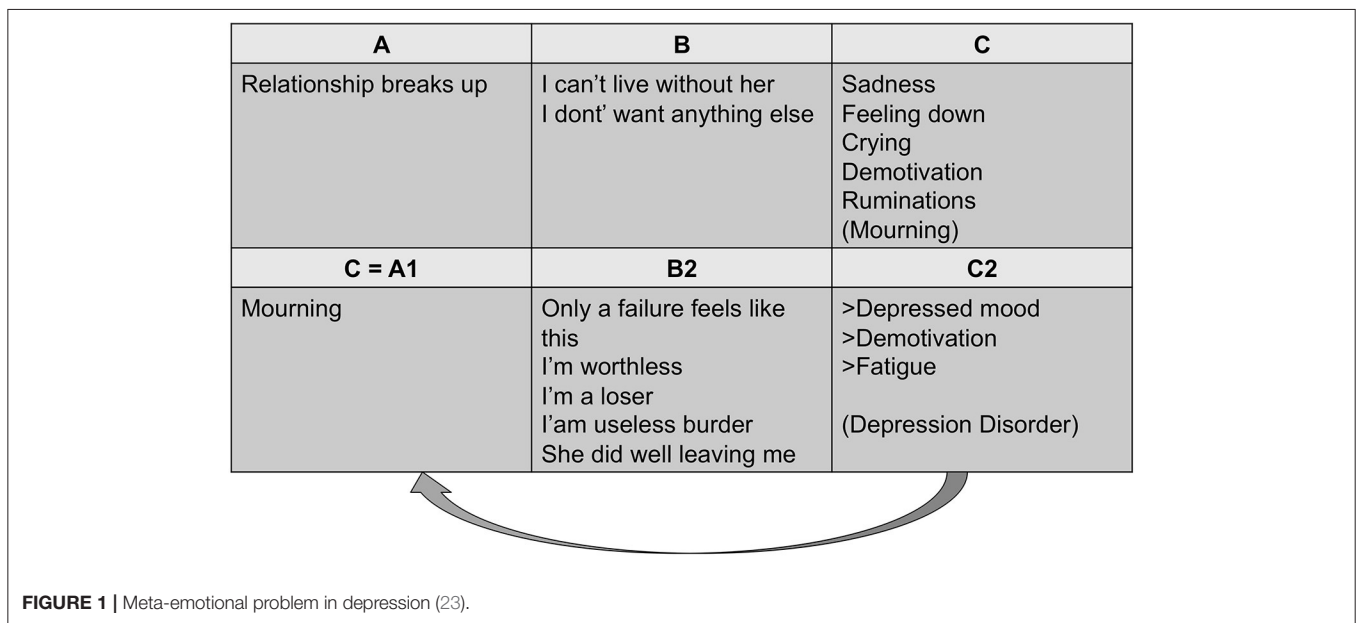 A
B
C
Relationship breaks up
I can't live without her
I dont' want anything else
Sadness
Feeling down
Crying
Demotivation
Ruminations
(Mourning)
C = A1
B2
C2
Mourning
Only a failure feels like
this
I'm worthless
I'm a loser
I'am useless burder
She did well leaving me
>Depressed mood
>Demotivation
>Fatigue
(Depression Disorder)
FIGURE 1 | Meta-emotional problem in depression (23).